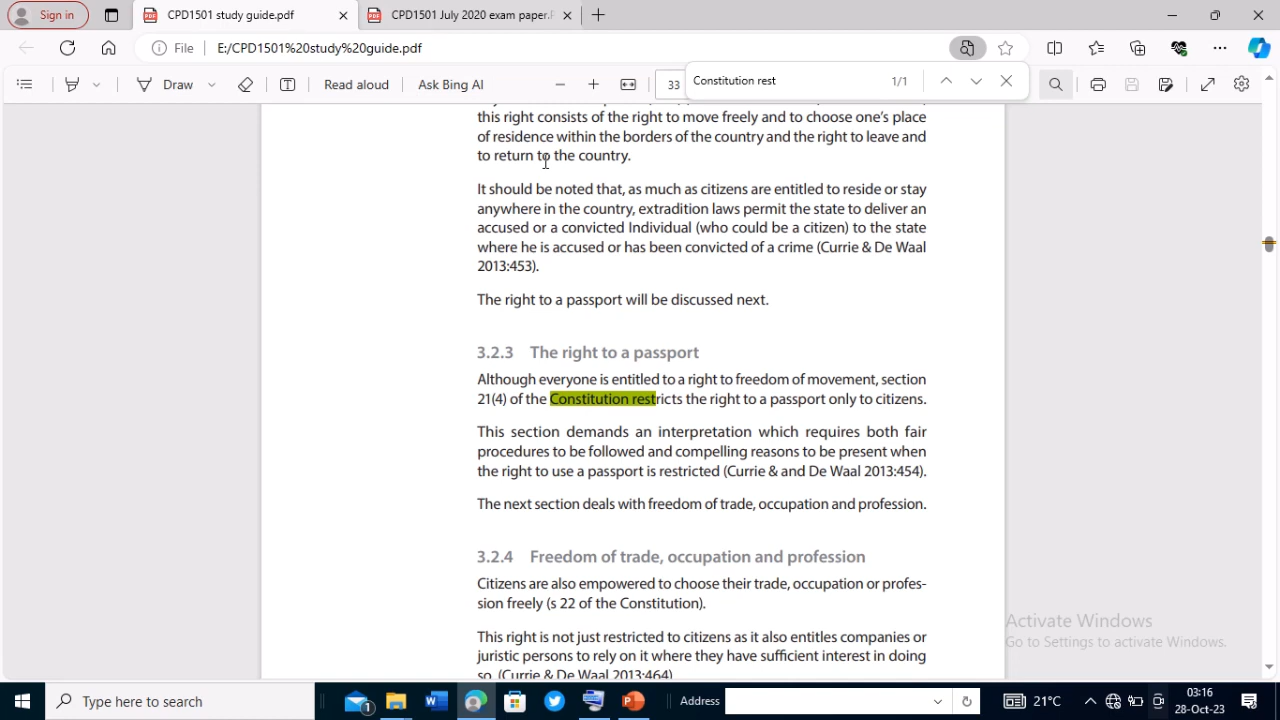 Sign in
CPD1501 study guide.pdf
CPD1501 July 2020 exam paper.P
File
E:/CPD1501%20study%20guide.pdf
Draw
Read aloud
Ask Bing AI
33
Constitution rest
1/1
this right consists of the right to move freely and to choose one's place
of residence within the borders of the country and the right to leave and
to return to the country.
It should be noted that, as much as citizens are entitled to reside or stay
anywhere in the country, extradition laws permit the state to deliver an
accused or a convicted Individual (who could be a citizen) to the state
where he is accused or has been convicted of a crime (Currie & De Waal
2013:453).
The right to a passport will be discussed next.
3.2.3 The right to a passport
Although everyone is entitled to a right to freedom of movement, section
21(4) of the Constitution restricts the right to a passport only to citizens.
This section demands an interpretation which requires both fair
procedures to be followed and compelling reasons to be present when
the right to use a passport is restricted (Currie & and De Waal 2013:454).
The next section deals with freedom of trade, occupation and profession.
3.2.4 Freedom of trade, occupation and profession
Citizens are also empowered to choose their trade, occupation or profes-
sion freely (s 22 of the Constitution).
This right is not just restricted to citizens as it also entitles companies or
juristic persons to rely on it where they have sufficient interest in doing
so. (Currie & De Waal 2013:464)
Activate Windows
Go to Settings to activate Windows.
Type here to search
1
Address
21°C
03:16
28-Oct-23